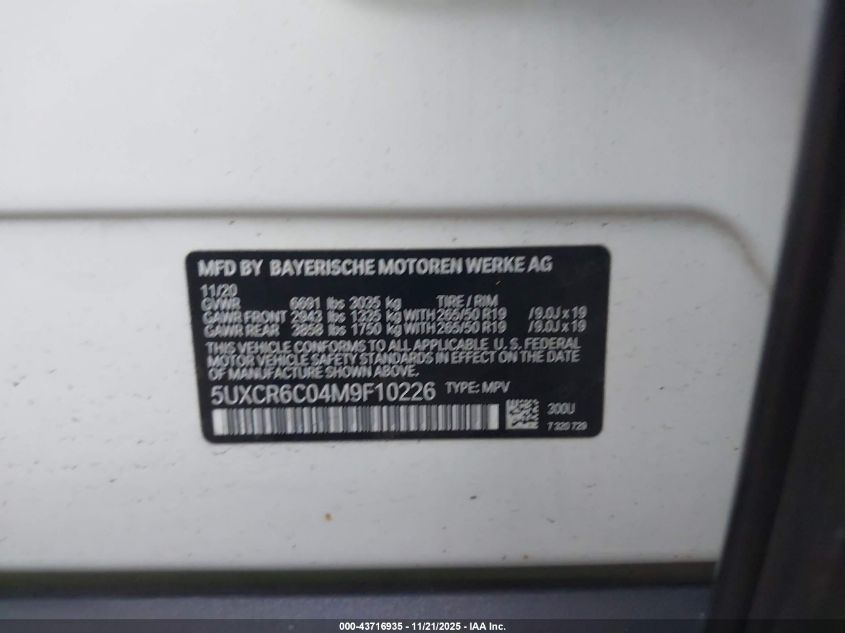 MFD BY BAYERISCHE MOTOREN WERKE AG
11/20
GVWR 6691 lbs 3035 kg TIRE / RIM
GAWR FRONT 2943 lbs 1335 kg WITH 265/50 R19 /9.0J x 19
GAWR REAR 3858 lbs 1750 kg WITH 265/50 R19 /9.0J x 19
THIS VEHICLE CONFORMS TO ALL APPLICABLE U. S. FEDERAL
MOTOR VEHICLE SAFETY STANDARDS IN EFFECT ON THE DATE
OF MANUFACTURE SHOWN ABOVE.
5UXCR6C04M9F10226 TYPE: MPV
300U
7 320 729
000-43716935 - 11/21/2025 - IAA Inc.